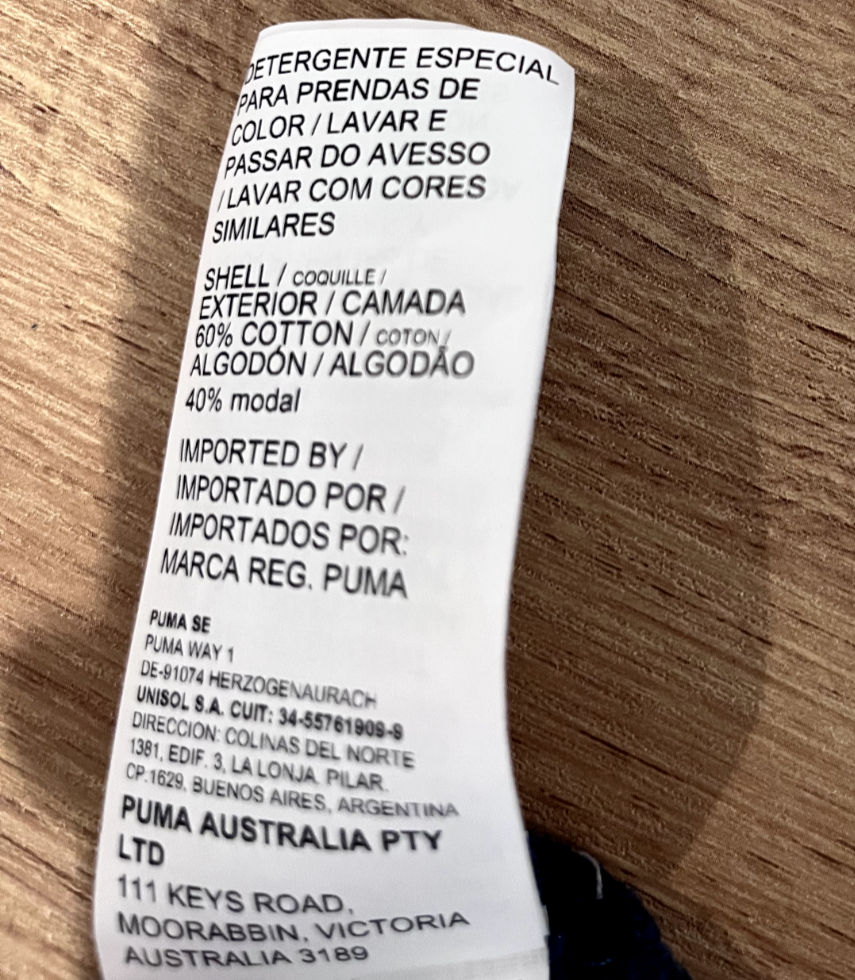 DETERGENTE ESPECIAL
PARA PRENDAS DE
COLOR / LAVAR E
PASSAR DO AVESSO
/ LAVAR COM CORES
SIMILARES
SHELL / COQUILLE /
EXTERIOR / CAMADA
60% COTTON / COTON /
ALGODÓN / ALGODÃO
40% modal
IMPORTED BY /
IMPORTADO POR /
IMPORTADOS POR:
MARCA REG. PUMA
PUMA SE
PUMA WAY 1
DE-91074 HERZOGENAURACH
UNISOL S.A. CUIT: 34-55761909-9
DIRECCION: COLINAS DEL NORTE
1381, EDIF. 3, LA LONJA. PILAR.
CP.1629, BUENOS AIRES, ARGENTINA
PUMA AUSTRALIA PTY
LTD
111 KEYS ROAD,
MOORABBIN, VICTORIA
AUSTRALIA 3189